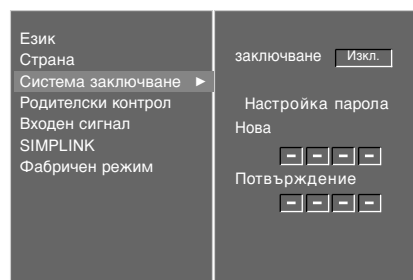 Език
Страна
Система заключване ►
Родителски контрол
Входен сигнал
SIMPLINK
Фабричен режим
заключване Изкл.
Настройка парола
Нова
– – – –
Потвърждение
– – – –